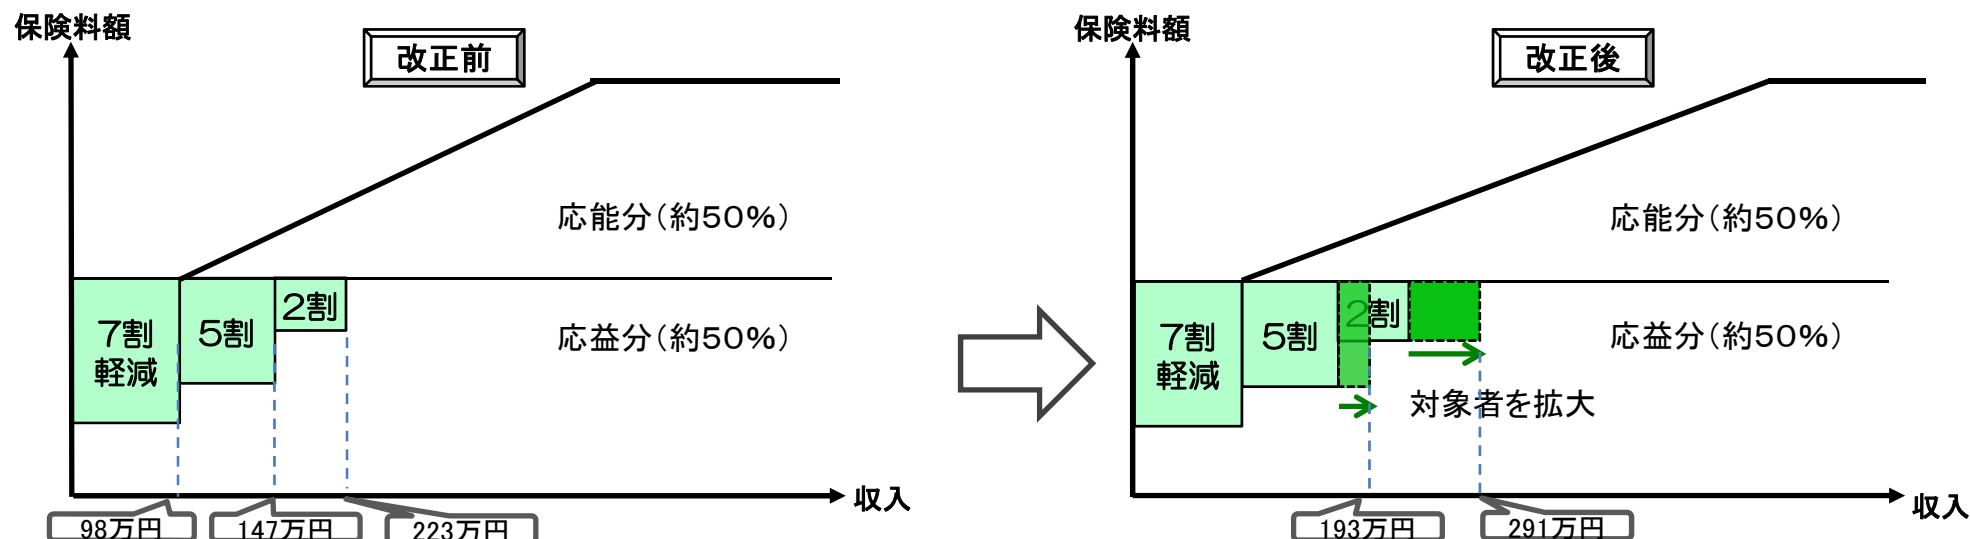 保険料額
改正前
応能分（約50％）
7割
軽減
5割
2割
応益分（約50％）
収入
98万円
147万円
223万円
保険料額
改正後
応能分（約50％）
7割
軽減
5割
2割
応益分（約50％）
対象者を拡大
収入
193万円
291万円